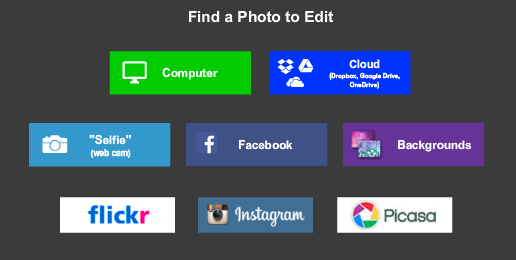 Find a Photo to Edit
Computer
Cloud
(Dropbox, Google Drive,
OneDrive)
"Selfie"
(web cam)
Facebook
Backgrounds
flickr
Instagram
Picasa